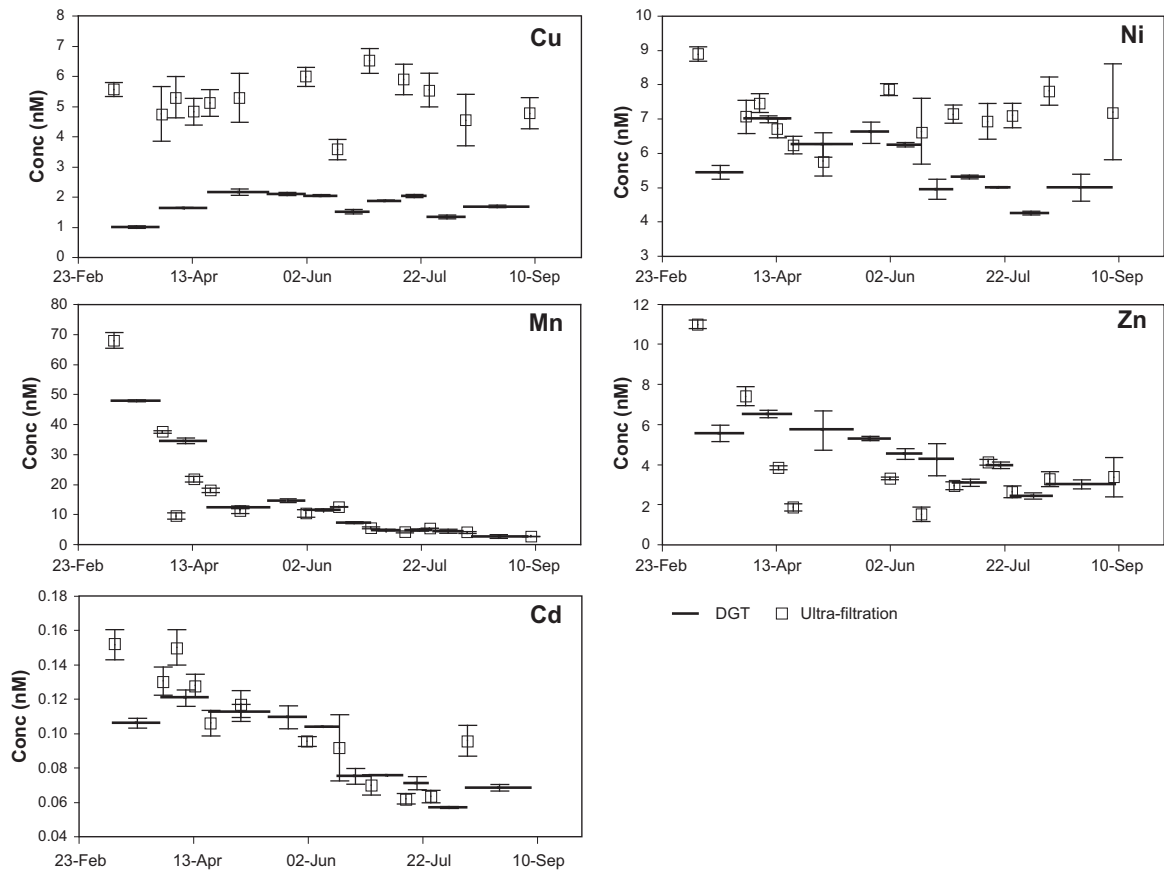 Cu
Conc (nM)
8
7
6
5
4
3
2
1
0
23-Feb 13-Apr 02-Jun 22-Jul 10-Sep
Ni
Conc (nM)
10
9
8
7
6
5
4
3
23-Feb 13-Apr 02-Jun 22-Jul 10-Sep
Mn
Conc (nM)
80
70
60
50
40
30
20
10
0
23-Feb 13-Apr 02-Jun 22-Jul 10-Sep
Zn
Conc (nM)
12
10
8
6
4
2
0
23-Feb 13-Apr 02-Jun 22-Jul 10-Sep
Cd
Conc (nM)
0.18
0.16
0.14
0.12
0.10
0.08
0.06
0.04
23-Feb 13-Apr 02-Jun 22-Jul 10-Sep
DGT Ultra-filtration